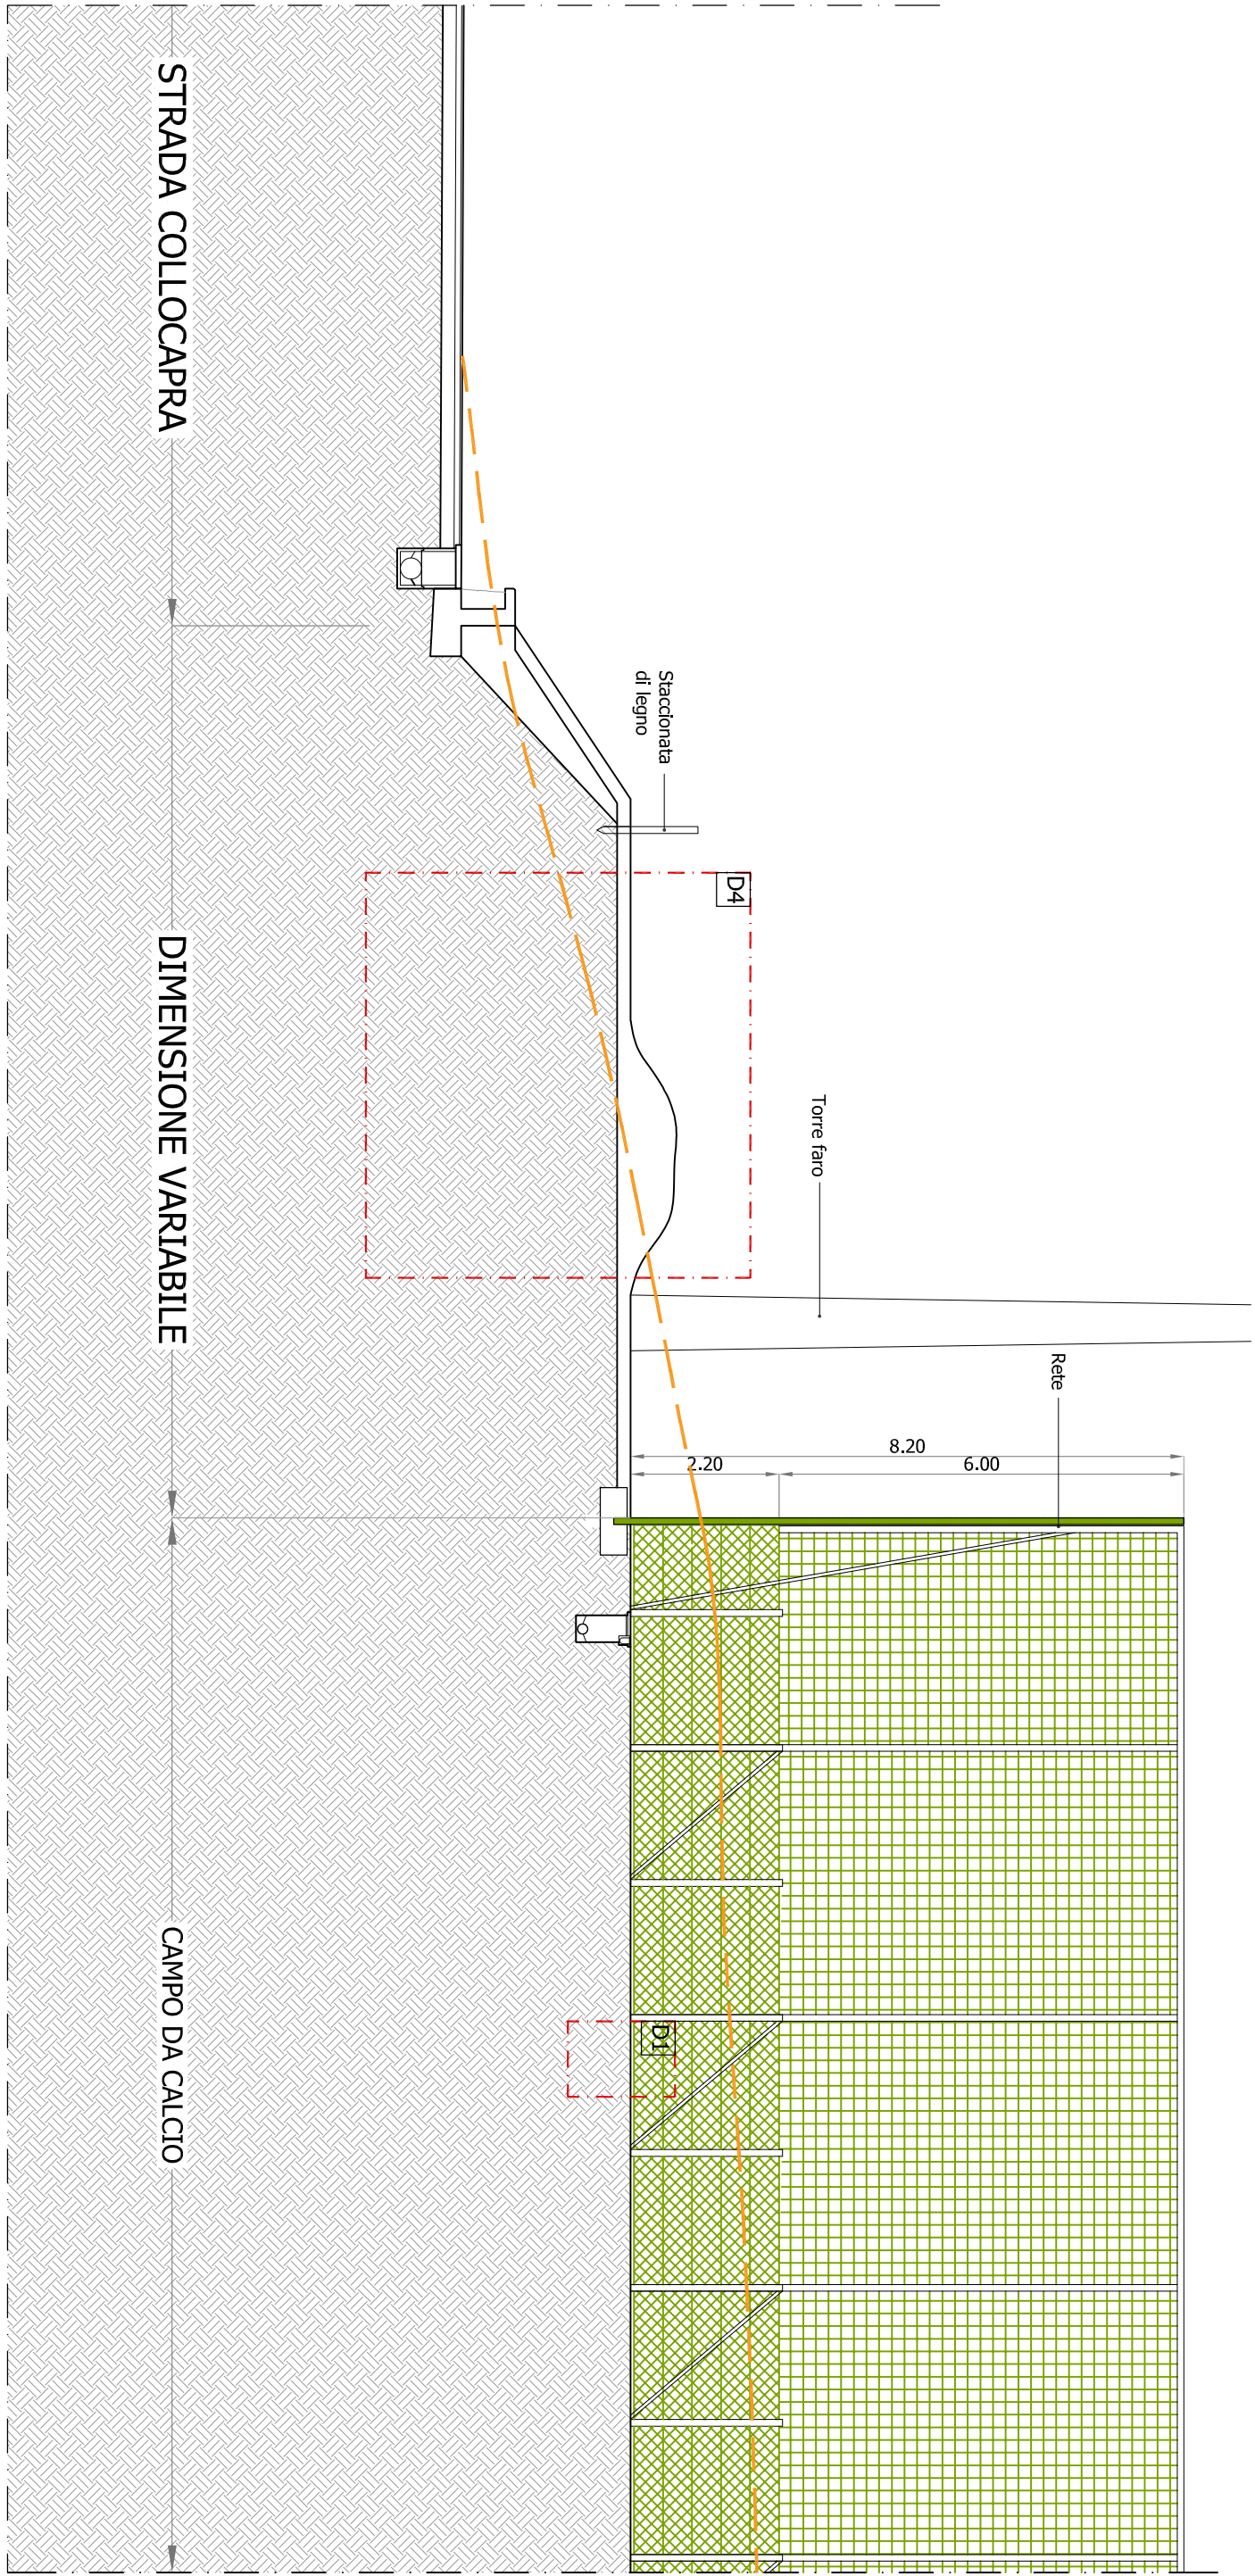 Rete
8.20
6.00
2.20
Torre faro
D4
Staccionata
di legno
D1
STRADA COLLOCAPRA
DIMENSIONE VARIABILE
CAMPO DA CALCIO